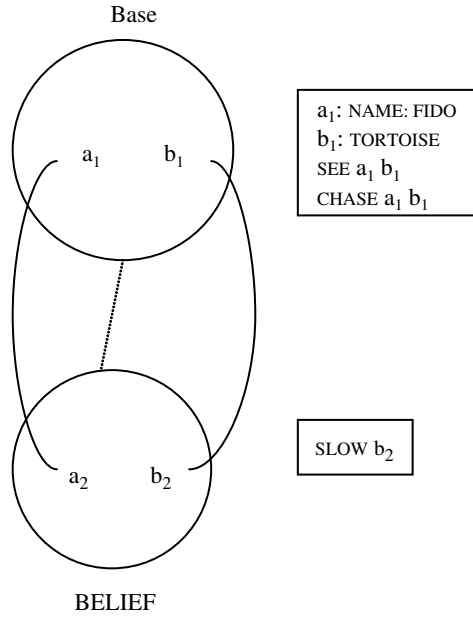 Base
a₁ b₁
a₁: NAME: FIDO
b₁: TORTOISE
SEE a₁ b₁
CHASE a₁ b₁
a₂ b₂
SLOW b₂
BELIEF